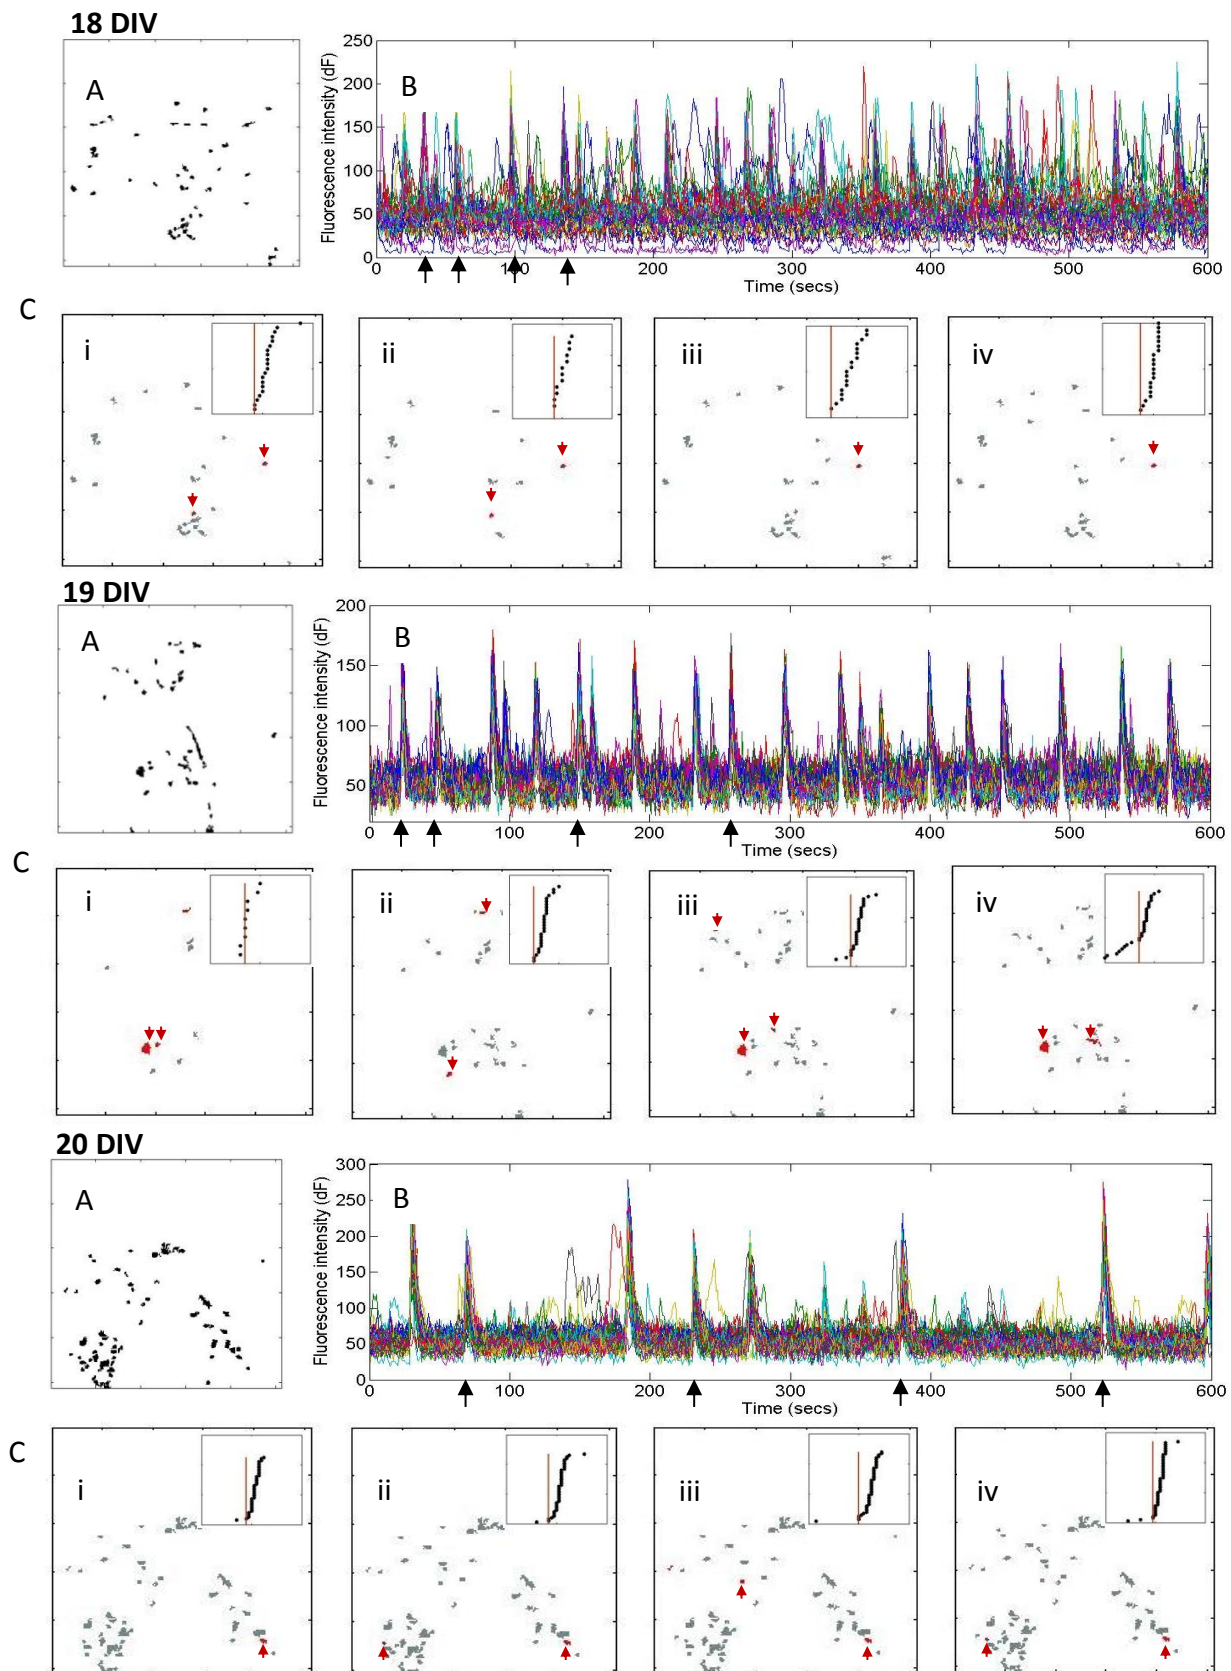 18 DIV
A
B
Fluorescence intensity (dF)
250
200
150
100
50
0
0 100 200 300 400 500 600
Time (secs)
C
i
ii
iii
iv
19 DIV
A
B
Fluorescence intensity (dF)
200
150
100
50
0 100 200 300 400 500 600
Time (secs)
C
i
ii
iii
iv
20 DIV
A
B
Fluorescence intensity (dF)
300
250
200
150
100
50
0
0 100 200 300 400 500 600
Time (secs)
C
i
ii
iii
iv